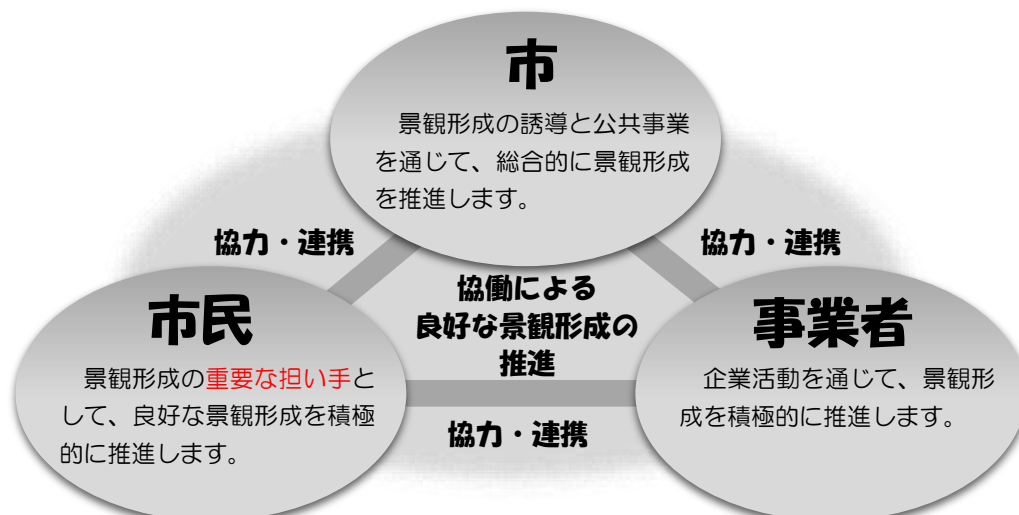 市
景観形成の誘導と公共事業
を通じて、総合的に景観形成
を推進します。
協力・連携
協力・連携
協働による
良好な景観形成の
推進
市民
景観形成の重要な担い手と
して、良好な景観形成を積極
的に推進します。
事業者
企業活動を通じて、景観形
成を積極的に推進します。
協力・連携